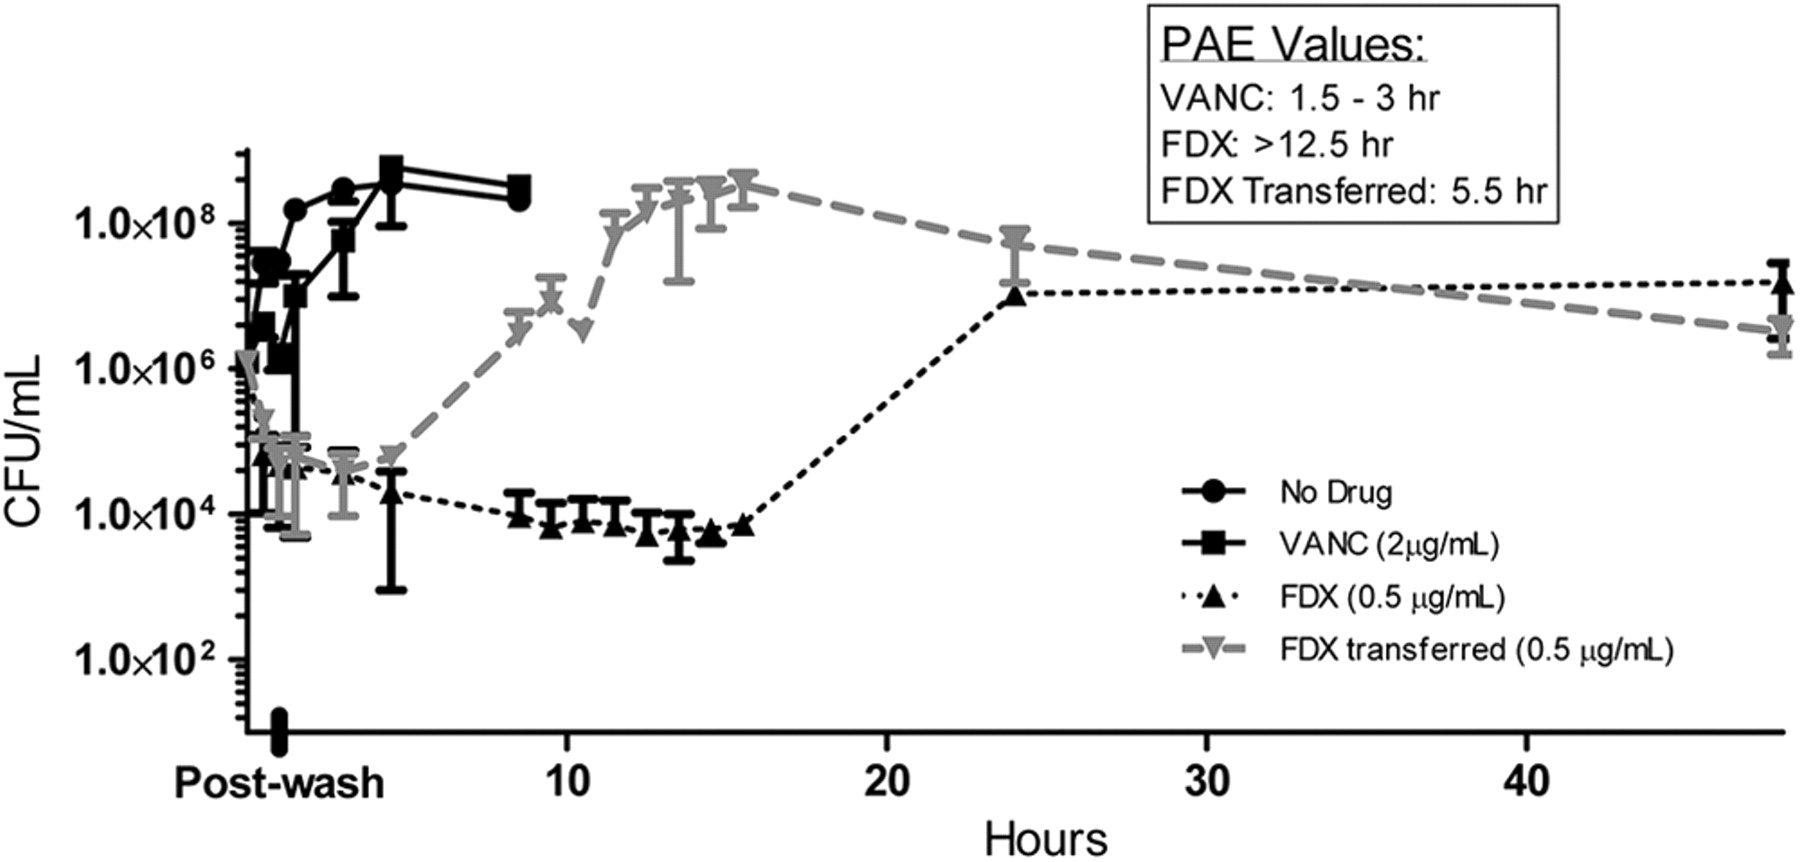 PAE Values:
VANC: 1.5 - 3 hr
FDX: >12.5 hr
FDX Transferred: 5.5 hr
1.0×10⁸
1.0×10⁶
1.0×10⁴
1.0×10²
CFU/mL
No Drug
VANC (2µg/mL)
FDX (0.5 µg/mL)
FDX transferred (0.5 µg/mL)
Post-wash 10 20 30 40
Hours